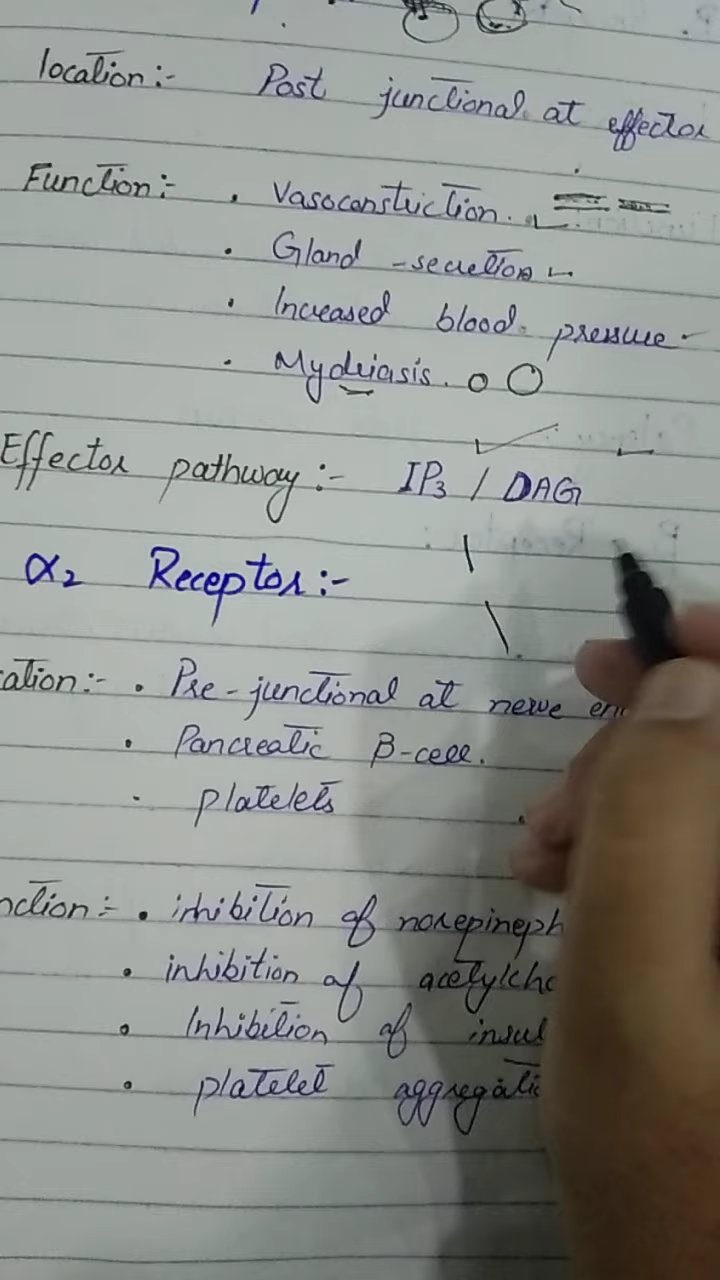 location:- Post junctional at effector
Function:- • Vasoconstriction.
• Gland -secretion
• Increased blood pressure
• Mydriasis.
Effector pathway:- IP3 / DAG
α2 Receptor:-
ation:- • Pre-junctional at nerve en
• Pancreatic β-cell.
• platelets
nction:- • inhibition of norepineph
• inhibition of acetylcho
• Inhibition of insul
• platelet aggregatio